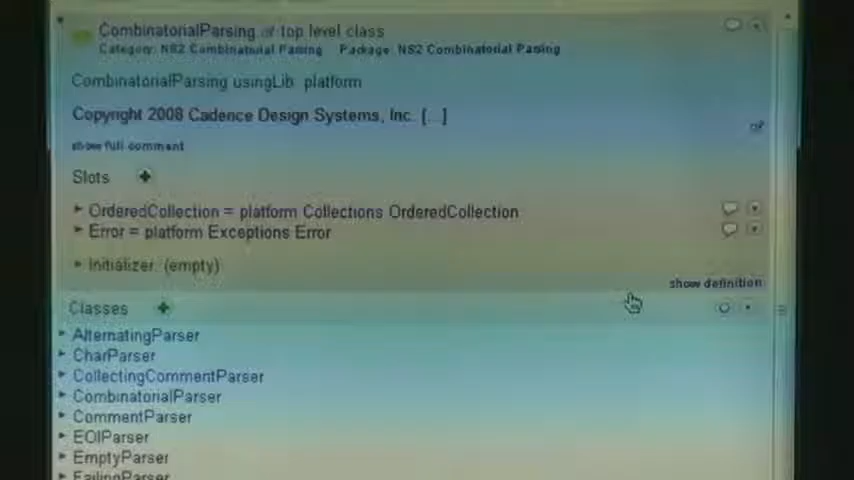 CombinatorialParsing of top level class
Category: NS2 Combinatorial Parsing Package: NS2 Combinatorial Parsing
CombinatorialParsing usingLib: platform
Copyright 2008 Cadence Design Systems, Inc. [...]
show full comment
Slots
OrderedCollection = platform Collections OrderedCollection
Error = platform Exceptions Error
Initializer: (empty)
show definition
Classes
AlternatingParser
CharParser
CollectingCommentParser
CombinatorialParser
CommentParser
EOIParser
EmptyParser
FailingParser